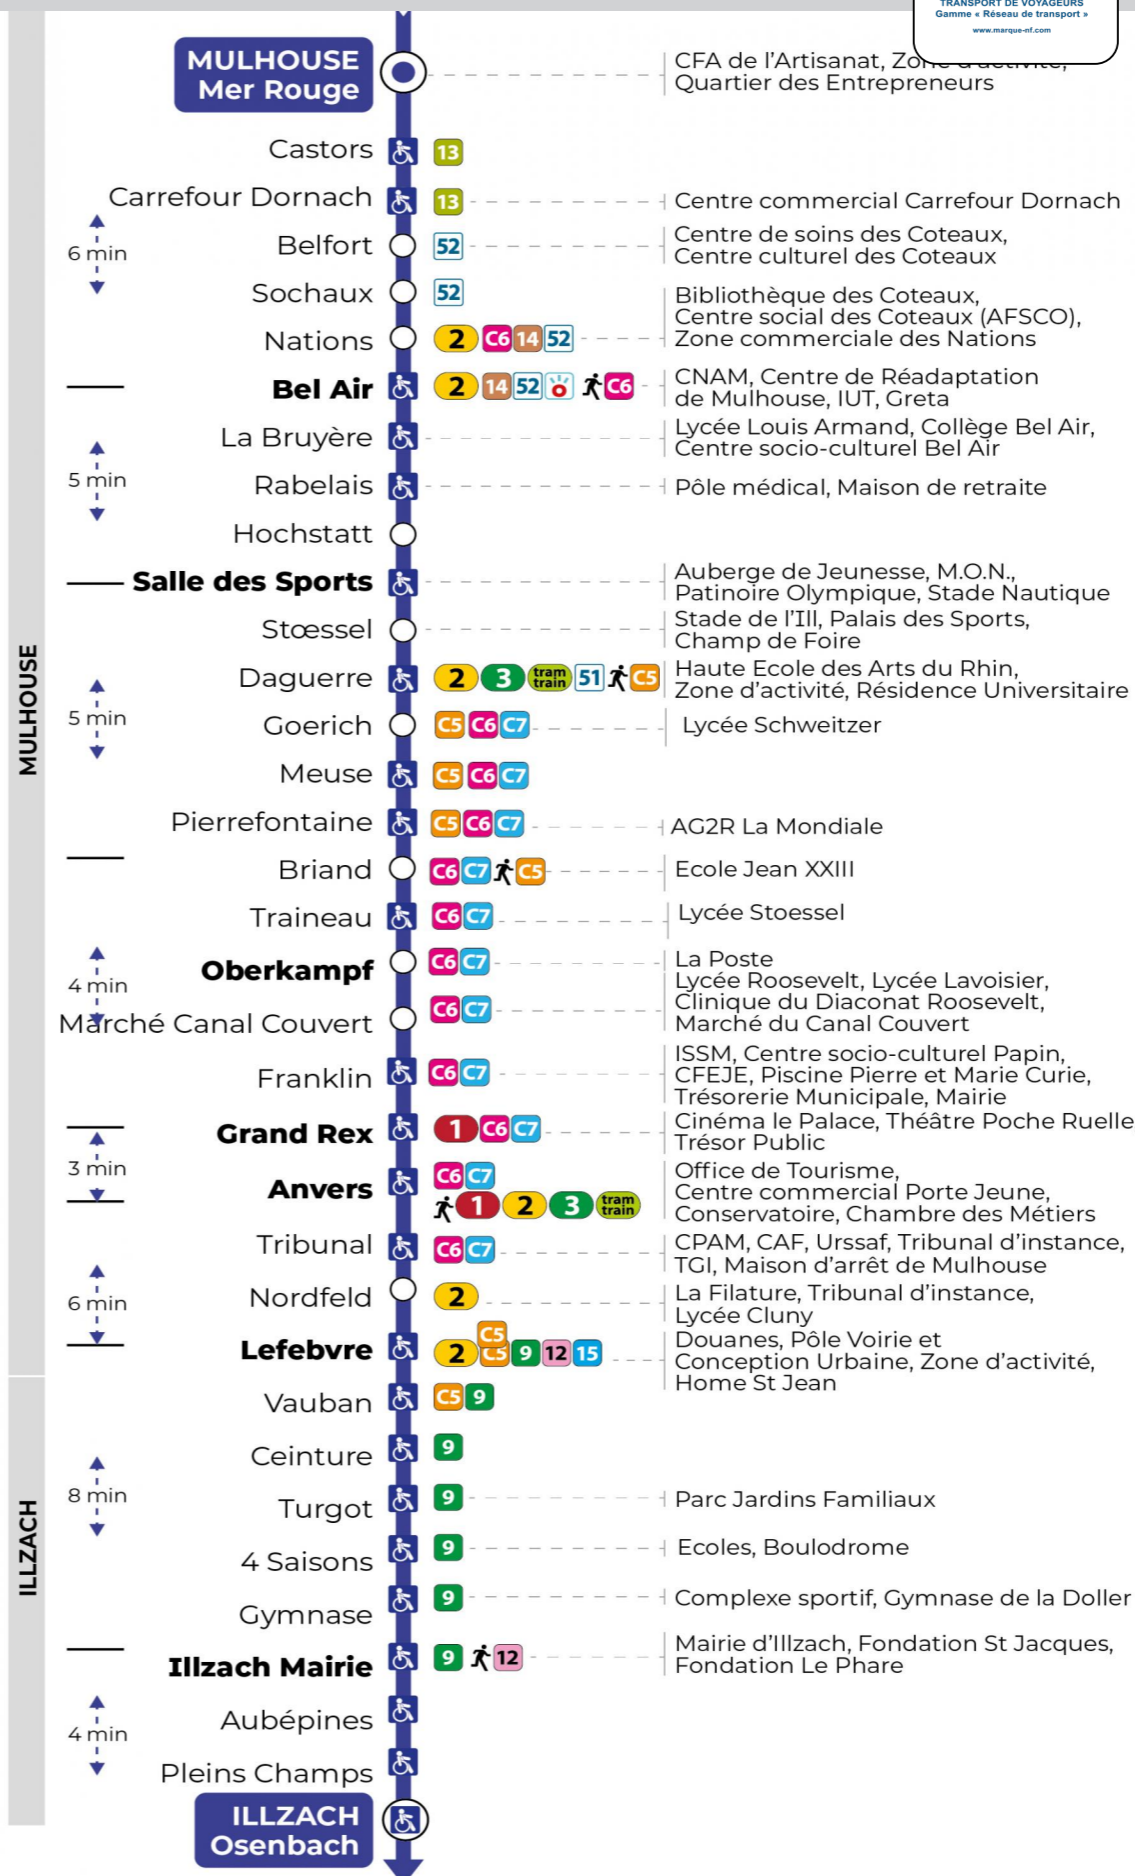 TRANSPORT DE VOYAGEURS
Gamme « Réseau de transport »
www.marque-nf.com
MULHOUSE
Mer Rouge
CFA de l'Artisanat,
Quartier des Entrepreneurs
Castors 13
Carrefour Dornach 13 Centre commercial Carrefour Dornach
6 min
Belfort 52 Centre de soins des Coteaux,
Centre culturel des Coteaux
Sochaux 52
Nations 2 C6 14 52 Bibliothèque des Coteaux,
Centre social des Coteaux (AFSCO),
Zone commerciale des Nations
Bel Air 2 14 52 C6 CNAM, Centre de Réadaptation
de Mulhouse, IUT, Greta
La Bruyère Lycée Louis Armand, Collège Bel Air,
Centre socio-culturel Bel Air
5 min
Rabelais Pôle médical, Maison de retraite
Hochstatt
Salle des Sports Auberge de Jeunesse, M.O.N.,
Patinoire Olympique, Stade Nautique
Stœssel Stade de l'Ill, Palais des Sports,
Champ de Foire
MULHOUSE
Daguerre 2 3 tram train 51 C5 Haute Ecole des Arts du Rhin,
Zone d'activité, Résidence Universitaire
5 min
Goerich C5 C6 C7 Lycée Schweitzer
Meuse C5 C6 C7
Pierrefontaine C5 C6 C7 AG2R La Mondiale
Briand C6 C7 C5 Ecole Jean XXIII
Traineau C6 C7 Lycée Stoessel
Oberkampf C6 C7 La Poste
Lycée Roosevelt, Lycée Lavoisier,
4 min
Marché Canal Couvert C6 C7 Clinique du Diaconat Roosevelt,
Marché du Canal Couvert
Franklin C6 C7 ISSM, Centre socio-culturel Papin,
CFEJE, Piscine Pierre et Marie Curie,
Trésorerie Municipale, Mairie
Grand Rex 1 C6 C7 Cinéma le Palace, Théâtre Poche Ruelle
Trésor Public
3 min
Anvers C6 C7 Office de Tourisme,
1 2 3 tram train Centre commercial Porte Jeune,
Conservatoire, Chambre des Métiers
Tribunal C6 C7 CPAM, CAF, Urssaf, Tribunal d'instance,
TGI, Maison d'arrêt de Mulhouse
6 min
Nordfeld 2 La Filature, Tribunal d'instance,
Lycée Cluny
Lefebvre 2 C5 C5 9 12 15 Douanes, Pôle Voirie et
Conception Urbaine, Zone d'activité,
Home St Jean
Vauban C5 9
Ceinture 9
8 min
Turgot 9 Parc Jardins Familiaux
ILLZACH
4 Saisons 9 Ecoles, Boulodrome
Gymnase 9 Complexe sportif, Gymnase de la Doller
Illzach Mairie 9 12 Mairie d'Illzach, Fondation St Jacques,
Fondation Le Phare
Aubépines
4 min
Pleins Champs
ILLZACH
Osenbach